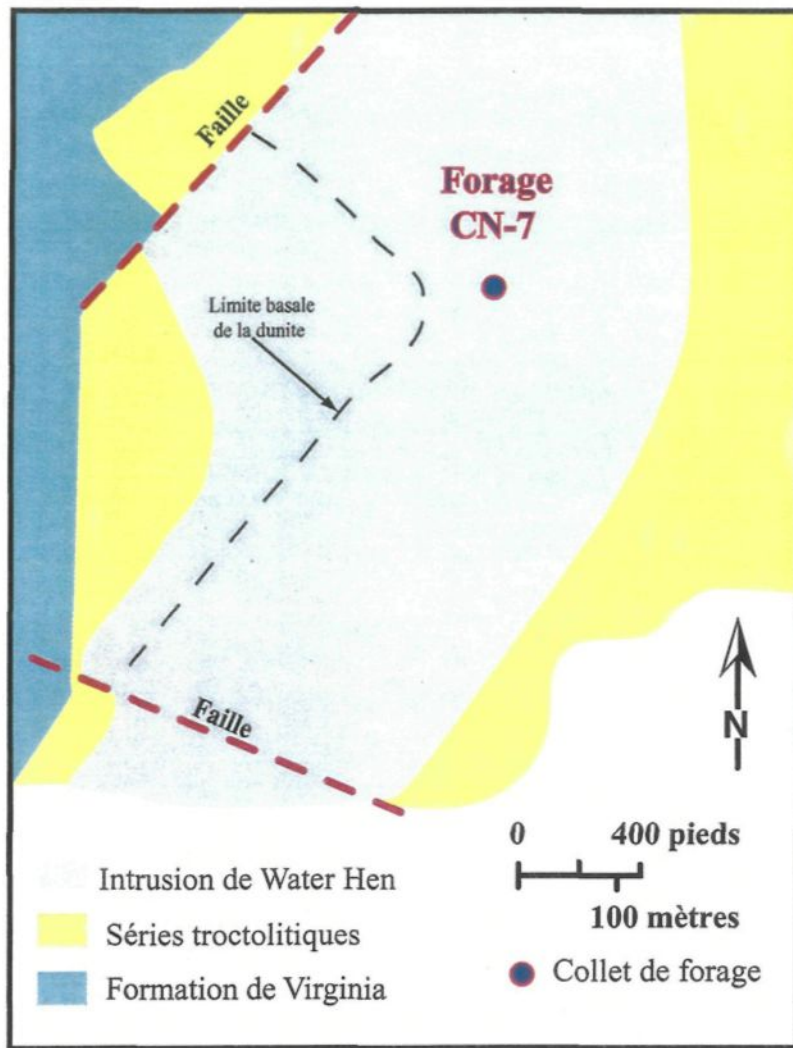 Faille
Forage
CN-7
Limite basale
de la dunite
Faille
N
0 400 pieds
100 mètres
Intrusion de Water Hen
Séries troctolitiques
Formation de Virginia
Collet de forage